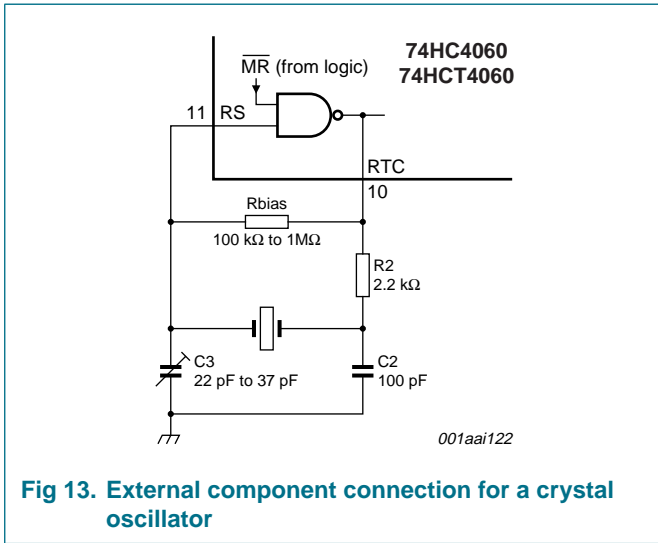 74HC4060
74HCT4060
MR (from logic)
11 RS
RTC
10
Rbias
100 kΩ to 1MΩ
R2
2.2 kΩ
C3
22 pF to 37 pF
C2
100 pF
001aai122
Fig 13. External component connection for a crystal
oscillator